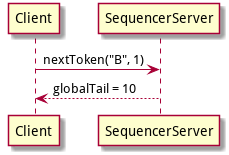 Client SequencerServer
nextToken("B", 1)
globalTail = 10
Client SequencerServer